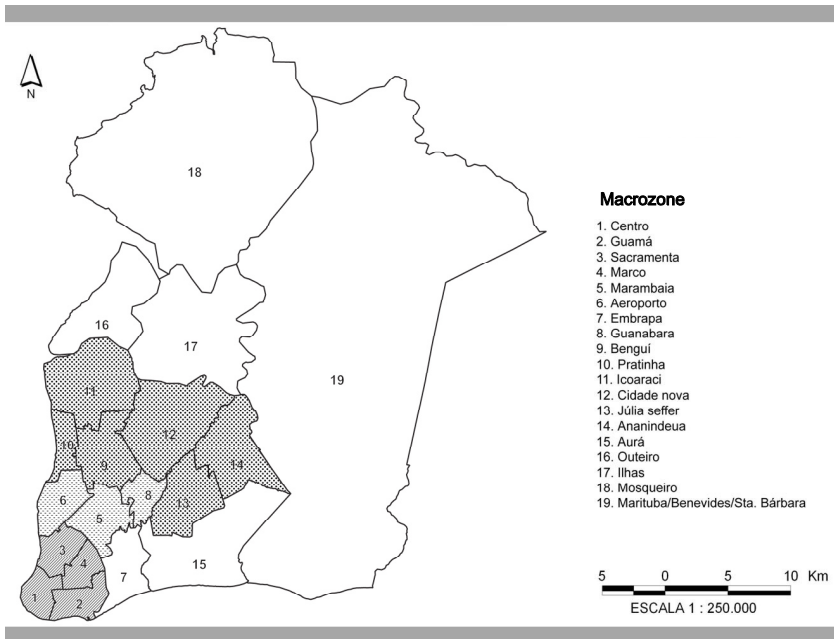 N
18
16
17
19
11
12
10
9
14
13
6
8
5
3
4
7
15
1
2
Macrozone
1. Centro
2. Guamá
3. Sacramenta
4. Marco
5. Marambaia
6. Aeroporto
7. Embrapa
8. Guanabara
9. Benguí
10. Pratinha
11. Icoaraci
12. Cidade nova
13. Júlia seffer
14. Ananindeua
15. Aurá
16. Outeiro
17. Ilhas
18. Mosqueiro
19. Marituba/Benevides/Sta. Bárbara
5 0 5 10 Km
ESCALA 1 : 250.000